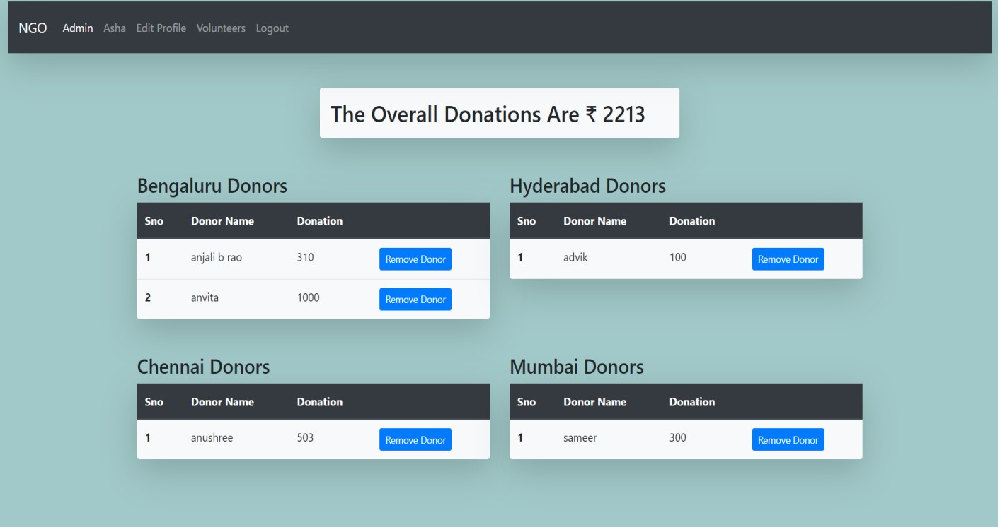 NGO Admin Asha Edit Profile Volunteers Logout
The Overall Donations Are ₹ 2213
Bengaluru Donors
Sno Donor Name Donation
1 anjali b rao 310 Remove Donor
2 anvita 1000 Remove Donor
Hyderabad Donors
Sno Donor Name Donation
1 advik 100 Remove Donor
Chennai Donors
Sno Donor Name Donation
1 anushree 503 Remove Donor
Mumbai Donors
Sno Donor Name Donation
1 sameer 300 Remove Donor